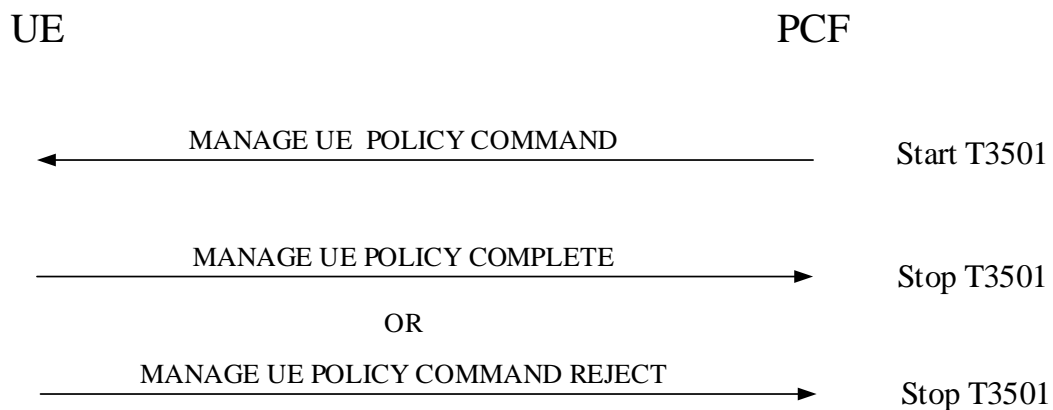 UE PCF
MANAGE UE POLICY COMMAND Start T3501
MANAGE UE POLICY COMPLETE Stop T3501
OR
MANAGE UE POLICY COMMAND REJECT Stop T3501